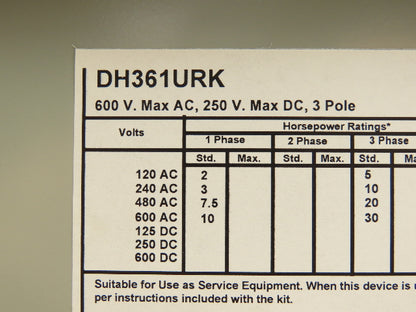 DH361URK
600 V. Max AC, 250 V. Max DC, 3 Pole
Volts Horsepower Ratings*
1 Phase 2 Phase 3 Phase
Std. Max. Std. Max. Std. Max.
120 AC 2 5
240 AC 3 10
480 AC 7.5 20
600 AC 10 30
125 DC
250 DC
600 DC
Suitable for Use as Service Equipment. When this device is
per instructions included with the kit.